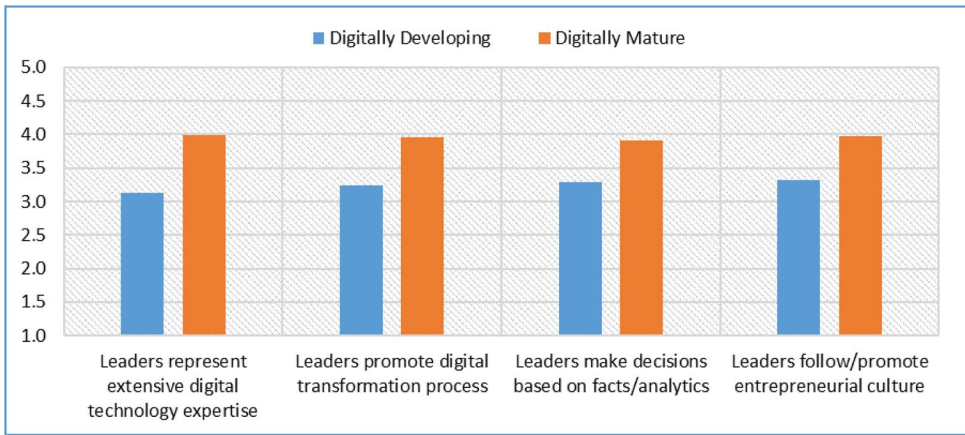 Digitally Developing Digitally Mature
5.0
4.5
4.0
3.5
3.0
2.5
2.0
1.5
1.0
Leaders represent
extensive digital
technology expertise
Leaders promote digital
transformation process
Leaders make decisions
based on facts/analytics
Leaders follow/promote
entrepreneurial culture